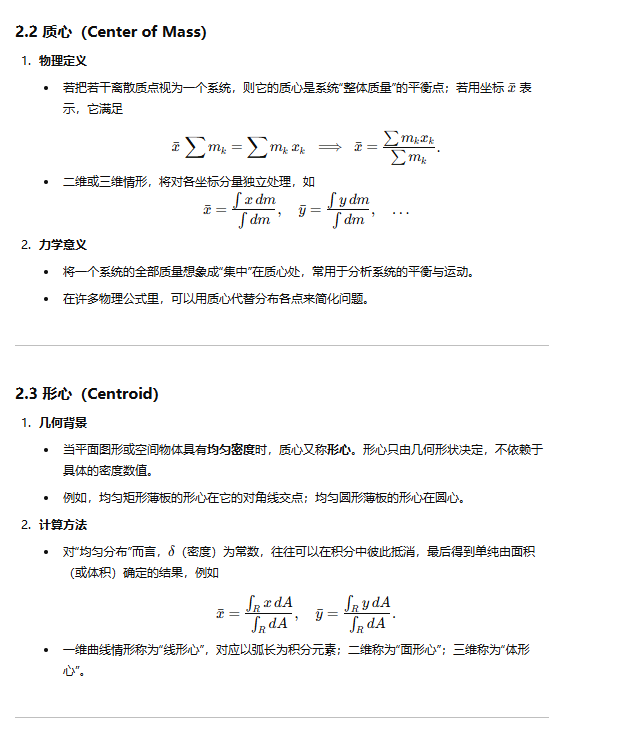 2.2 质心（Center of Mass）
1. 物理定义
• 若把若干离散质点视为一个系统，则它的质心是系统“整体质量”的平衡点；若用坐标 x̄ 表
示，它满足
x̄ ∑ m_k = ∑ m_k x_k ⟹ x̄ = ∑ m_k x_k / ∑ m_k .
• 二维或三维情形，将对各坐标分量独立处理，如
x̄ = ∫ x dm / ∫ dm , ȳ = ∫ y dm / ∫ dm , …
2. 力学意义
• 将一个系统的全部质量想象成“集中”在质心处，常用于分析系统的平衡与运动。
• 在许多物理公式里，可以用质心代替分布各点来简化问题。
2.3 形心（Centroid）
1. 几何背景
• 当平面图形或空间物体具有均匀密度时，质心又称形心。形心只由几何形状决定，不依赖于
具体的密度数值。
• 例如，均匀矩形薄板的形心在它的对角线交点；均匀圆形薄板的形心在圆心。
2. 计算方法
• 对“均匀分布”而言，δ（密度）为常数，往往可以在积分中彼此抵消，最后得到单纯由面积
（或体积）确定的结果，例如
x̄ = ∫_R x dA / ∫_R dA , ȳ = ∫_R y dA / ∫_R dA .
• 一维曲线情形称为“线形心”，对应以弧长为积分元素；二维称为“面形心”；三维称为“体形
心”。